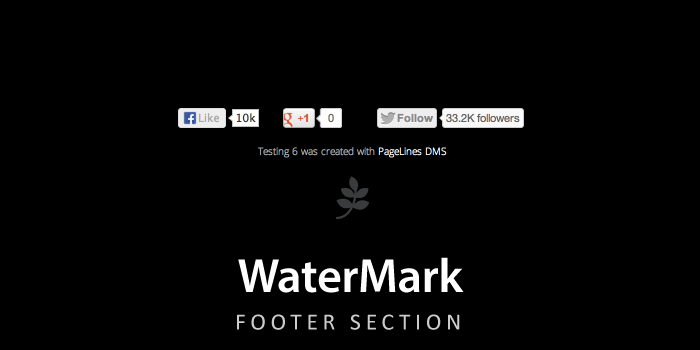 Like 10k +1 0 Follow 33.2K followers
Testing 6 was created with PageLines DMS
WaterMark
FOOTER SECTION